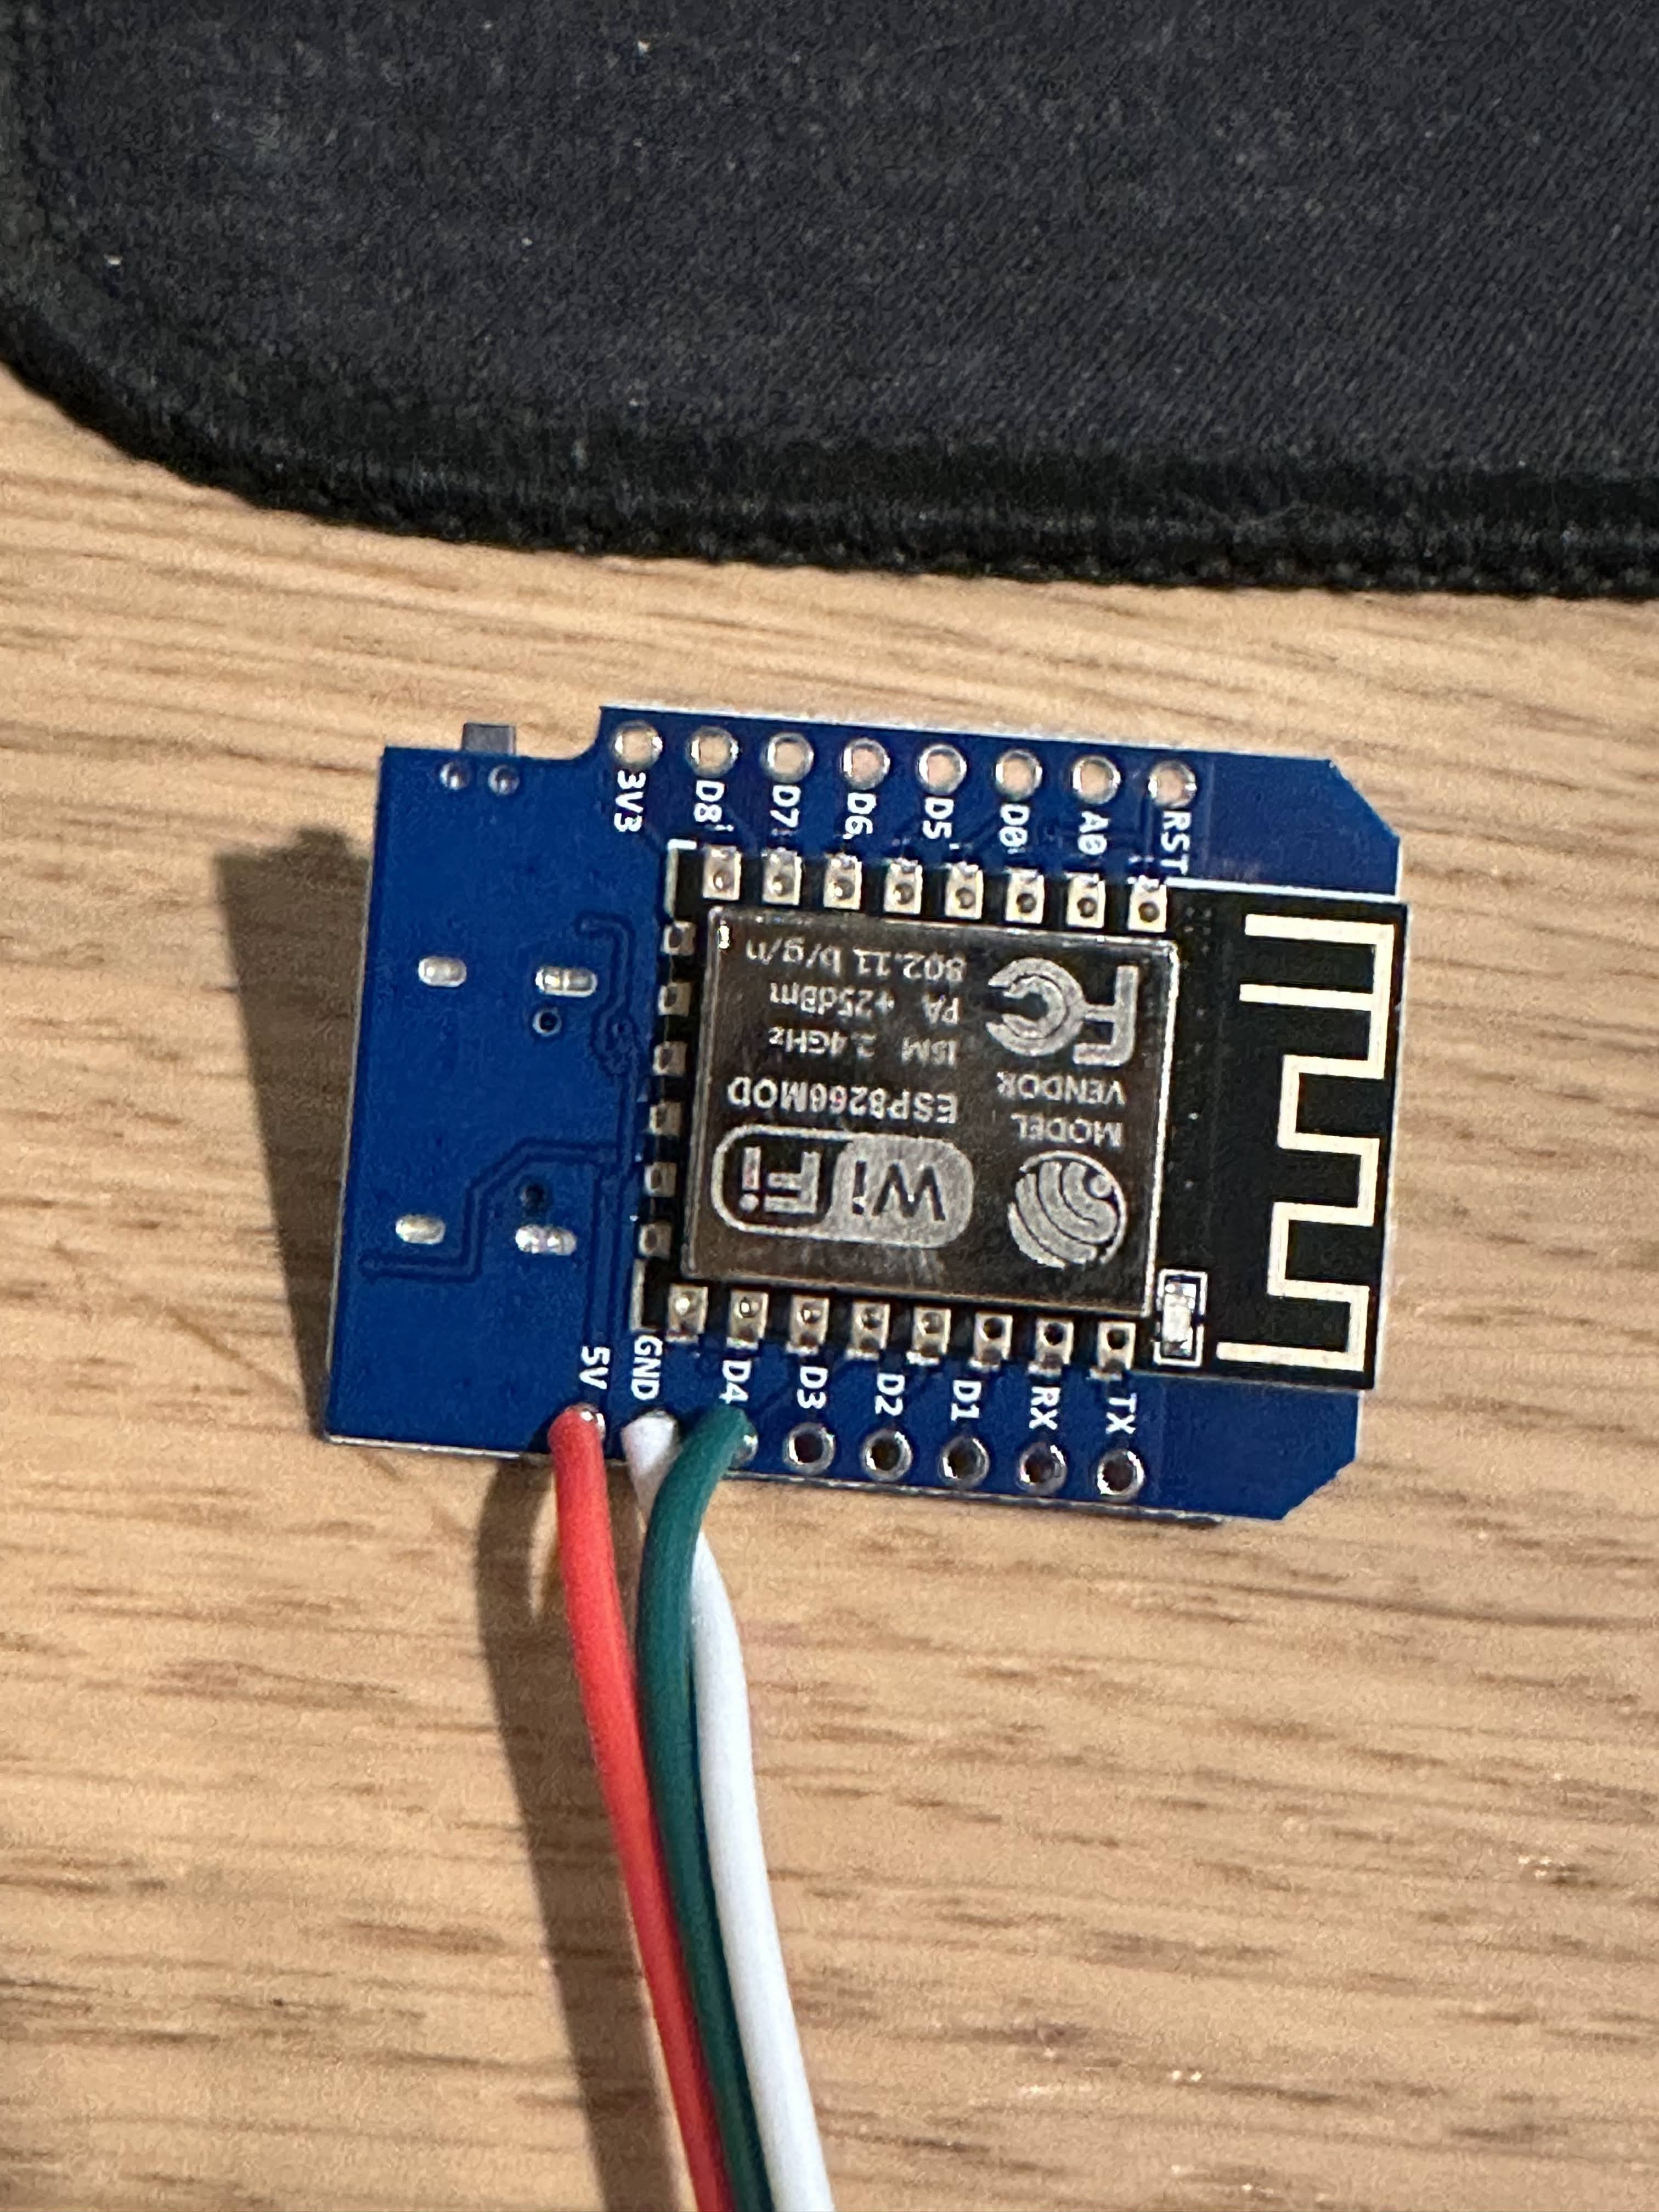 3V3
D8
D7
D6
D5
D0
A0
RST
WiFi
MODEL
ESP8266MOD
VENDOR
ISM 2.4GHz
PA +25dBm
802.11 b/g/n
FC
5V
GND
D4
D3
D2
D1
RX
TX